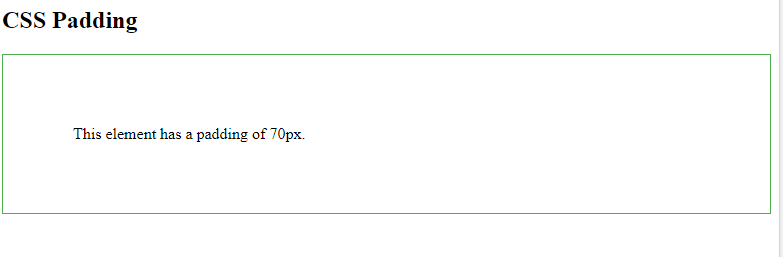 CSS Padding
This element has a padding of 70px.